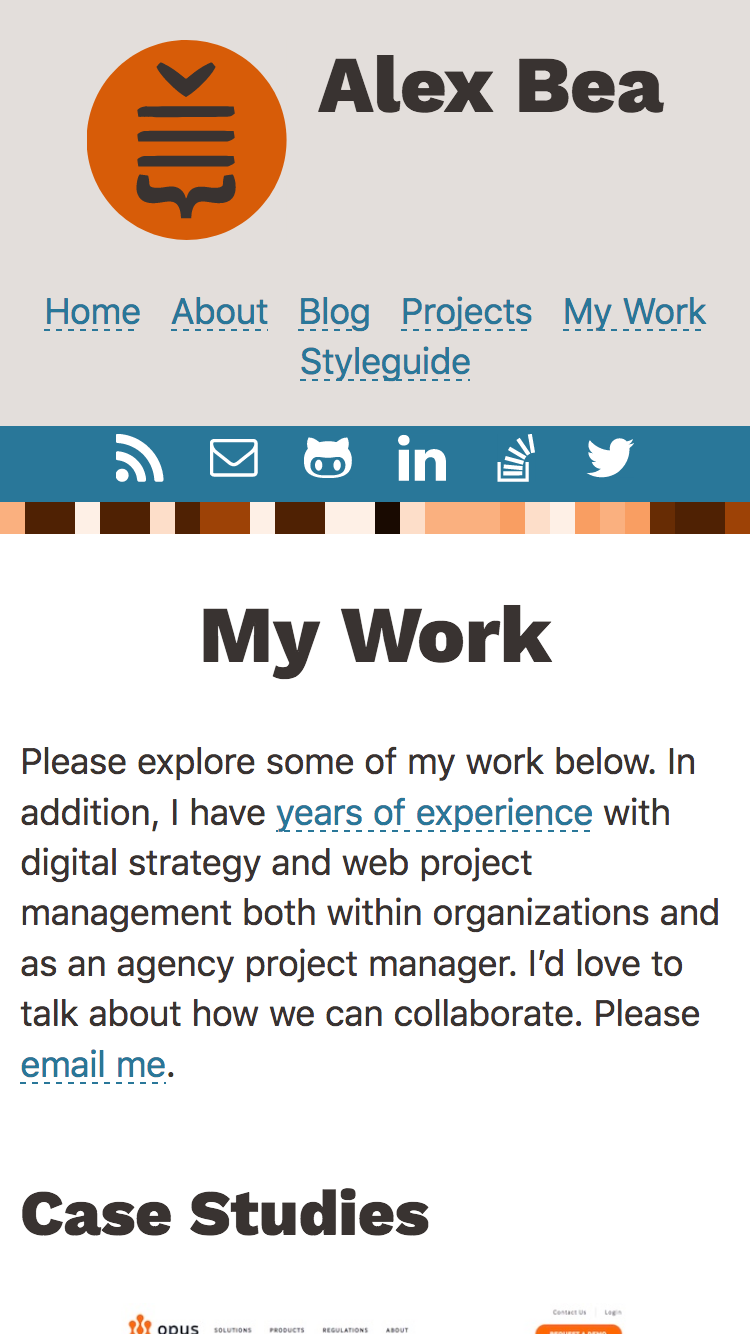 Alex Bea
Home About Blog Projects My Work
Styleguide
My Work
Please explore some of my work below. In
addition, I have years of experience with
digital strategy and web project
management both within organizations and
as an agency project manager. I’d love to
talk about how we can collaborate. Please
email me.
Case Studies
Contact Us Login
opus SOLUTIONS PRODUCTS REGULATIONS ABOUT
REQUEST A DEMO